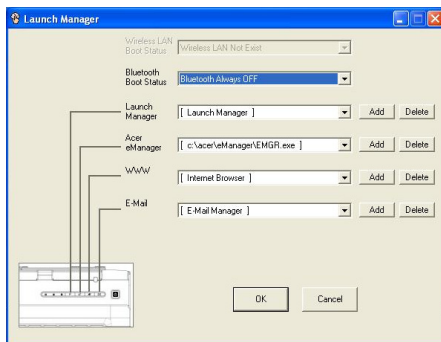 Launch Manager
Wireless LAN
Boot Status
Wireless LAN Not Exist
Bluetooth
Boot Status
Bluetooth Always OFF
Launch
Manager
[ Launch Manager ]
Add
Delete
Acer
eManager
[ c:\acer\eManager\EMGR.exe ]
Add
Delete
WWW
[ Internet Browser ]
Add
Delete
E-Mail
[ E-Mail Manager ]
Add
Delete
OK
Cancel